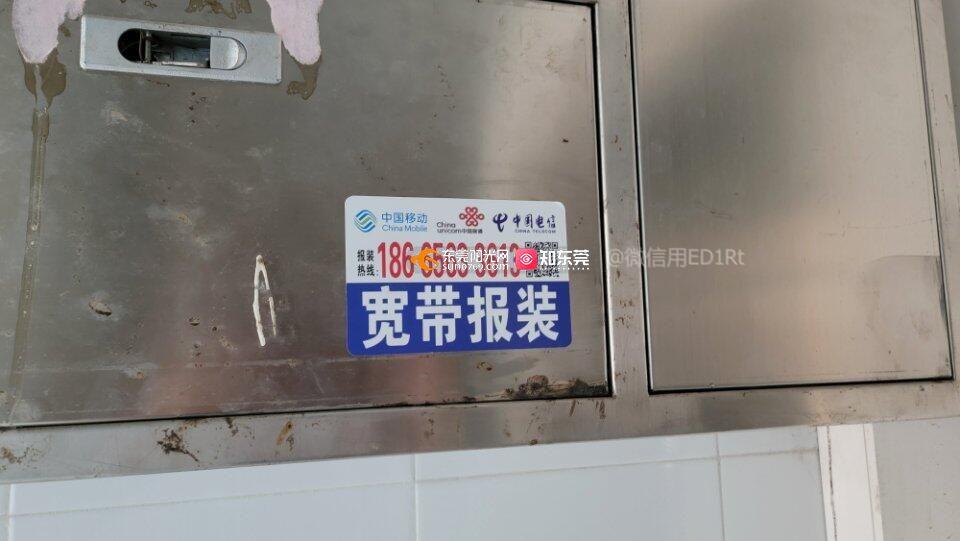 中国移动
China Mobile
China
unicom中国联通
中国电信
CHINA TELECOM
报装
热线:
186
东莞阳光网
sun0769.com
知东莞
宽带报装
@微信用ED1Rt
A